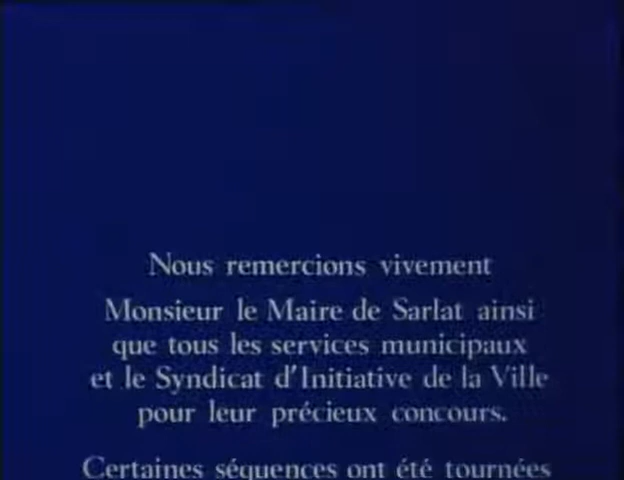 Nous remercions vivement
Monsieur le Maire de Sarlat ainsi
que tous les services municipaux
et le Syndicat d'Initiative de la Ville
pour leur précieux concours.
Certaines séquences ont été tournées